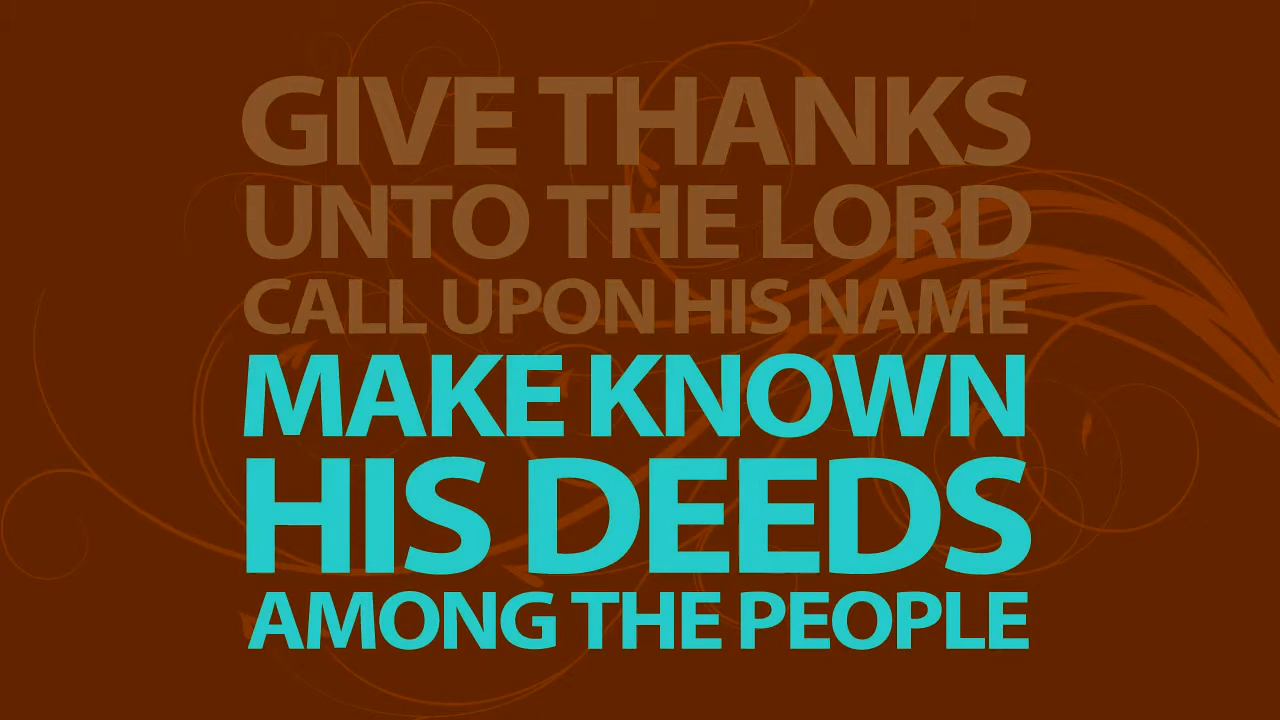 GIVE THANKS
UNTO THE LORD
CALL UPON HIS NAME
MAKE KNOWN
HIS DEEDS
AMONG THE PEOPLE